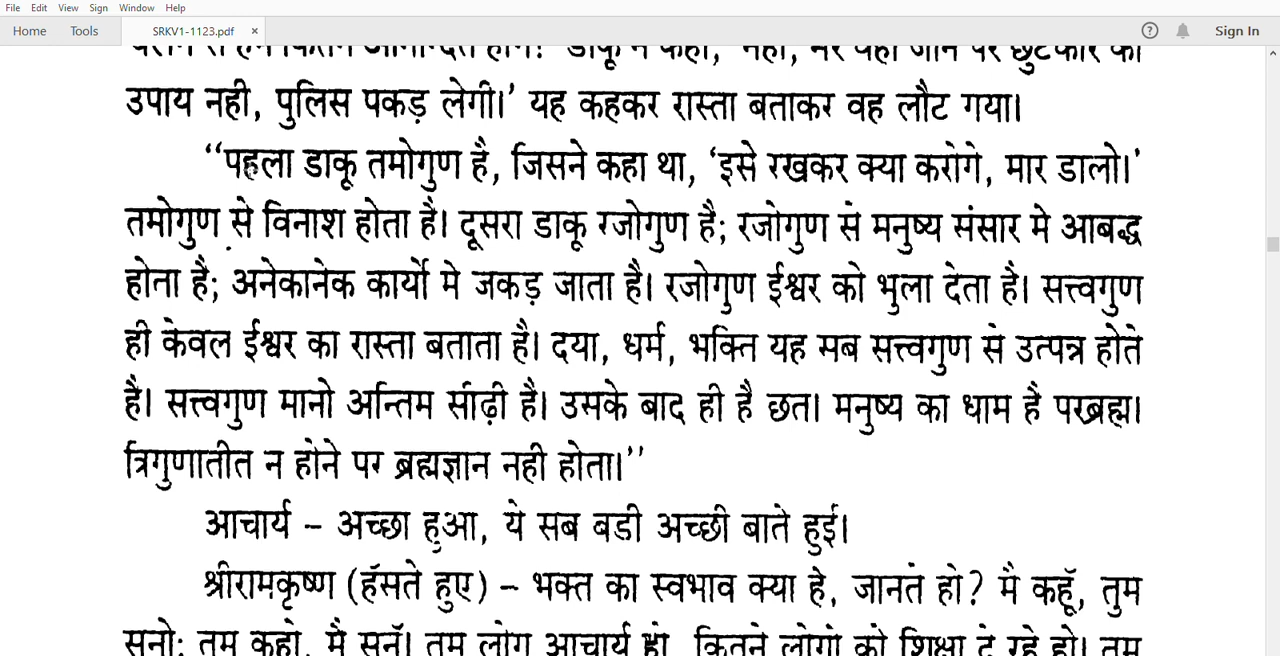 File Edit View Sign Window Help
Home Tools SRKV1-1123.pdf × ? Sign In
उपाय नही, पुलिस पकड़ लेगी।’ यह कहकर रास्ता बताकर वह लौट गया।
“पहला डाकू तमोगुण है, जिसने कहा था, ‘इसे रखकर क्या करोगे, मार डालो।’
तमोगुण से विनाश होता है। दूसरा डाकू रजोगुण है; रजोगुण से मनुष्य संसार मे आबद्ध
होता है; अनेकानेक कार्यो मे जकड़ जाता है। रजोगुण ईश्वर को भुला देता है। सत्त्वगुण
ही केवल ईश्वर का रास्ता बताता है। दया, धर्म, भक्ति यह सब सत्त्वगुण से उत्पन्न होते
है। सत्त्वगुण मानो अन्तिम सीढ़ी है। उसके बाद ही है छत। मनुष्य का धाम है परब्रह्म।
त्रिगुणातीत न होने पर ब्रह्मज्ञान नही होता।”
आचार्य – अच्छा हुआ, ये सब बडी अच्छी बाते हुई।
श्रीरामकृष्ण (हँसते हुए) – भक्त का स्वभाव क्या हे, जानते हो? मै कहूँ, तुम
सुनो; तुम कहो, मै सुनूँ। तुम लोग आचार्य हो, कितने लोगो को शिक्षा दे रहे हो। तुम